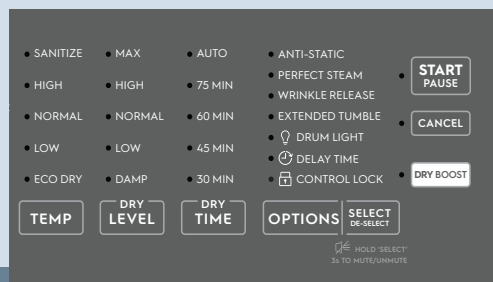 SANITIZE
HIGH
NORMAL
LOW
ECO DRY
TEMP
MAX
HIGH
NORMAL
LOW
DAMP
DRY
LEVEL
AUTO
75 MIN
60 MIN
45 MIN
30 MIN
DRY
TIME
ANTI-STATIC
PERFECT STEAM
WRINKLE RELEASE
EXTENDED TUMBLE
DRUM LIGHT
DELAY TIME
CONTROL LOCK
OPTIONS
SELECT
DE-SELECT
HOLD 'SELECT'
3s TO MUTE/UNMUTE
START
PAUSE
CANCEL
DRY BOOST